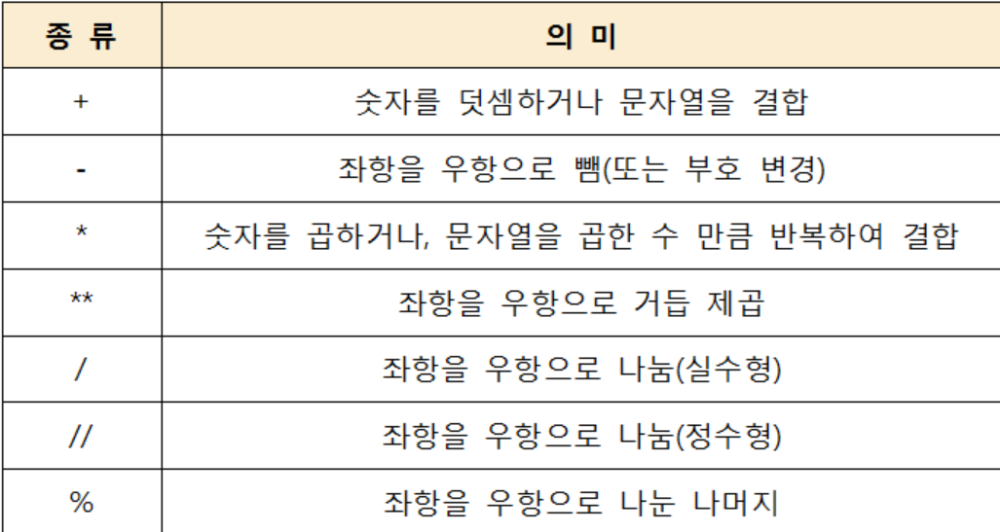 종 류 의 미
+ 숫자를 덧셈하거나 문자열을 결합
- 좌항을 우항으로 뺌(또는 부호 변경)
* 숫자를 곱하거나, 문자열을 곱한 수 만큼 반복하여 결합
** 좌항을 우항으로 거듭 제곱
/ 좌항을 우항으로 나눔(실수형)
// 좌항을 우항으로 나눔(정수형)
% 좌항을 우항으로 나눈 나머지